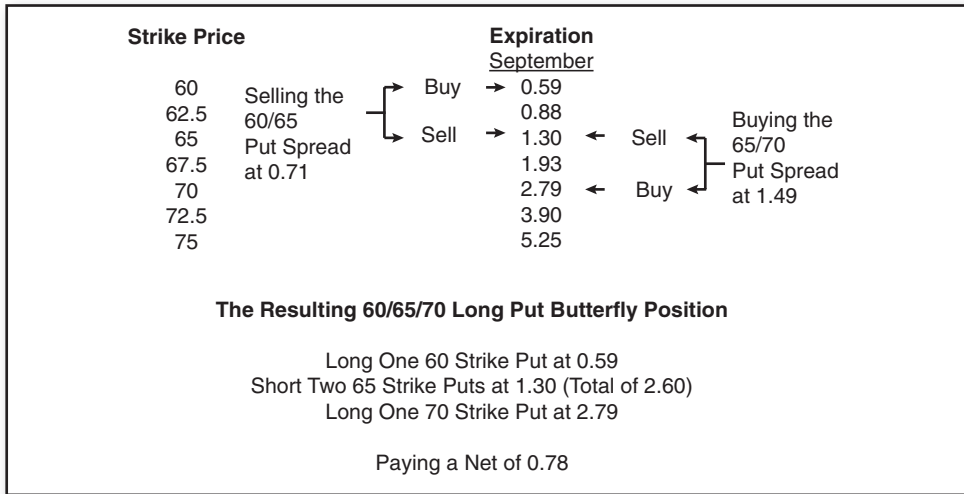 Strike Price
Expiration
September
60
62.5
65
67.5
70
72.5
75
Selling the
60/65
Put Spread
at 0.71
Buy
Sell
0.59
0.88
1.30
1.93
2.79
3.90
5.25
Sell
Buy
Buying the
65/70
Put Spread
at 1.49
The Resulting 60/65/70 Long Put Butterfly Position
Long One 60 Strike Put at 0.59
Short Two 65 Strike Puts at 1.30 (Total of 2.60)
Long One 70 Strike Put at 2.79
Paying a Net of 0.78